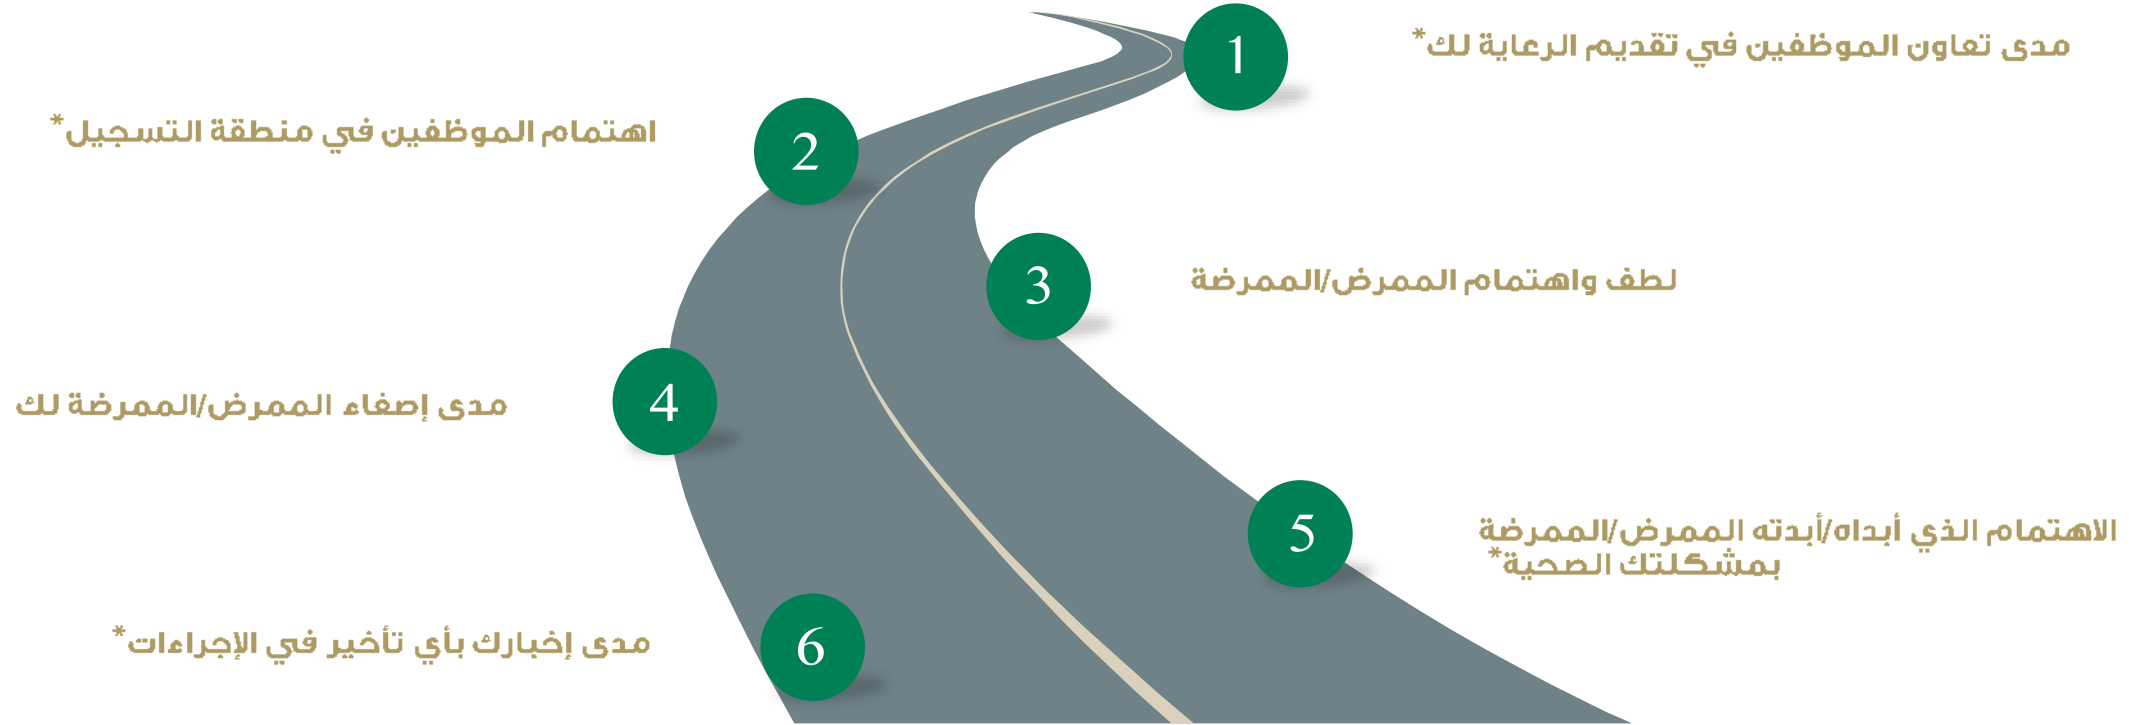 1
مدى تعاون الموظفين في تقديم الرعاية لك*
2
اهتمام الموظفين في منطقة التسجيل*
3
لطف واهتمام الممرض/الممرضة
4
مدى إصغاء الممرض/الممرضة لك
5
الاهتمام الذي أبداه/أبدته الممرض/الممرضة
بمشكلتك الصحية*
6
مدى إخبارك بأي تأخير في الإجراءات*